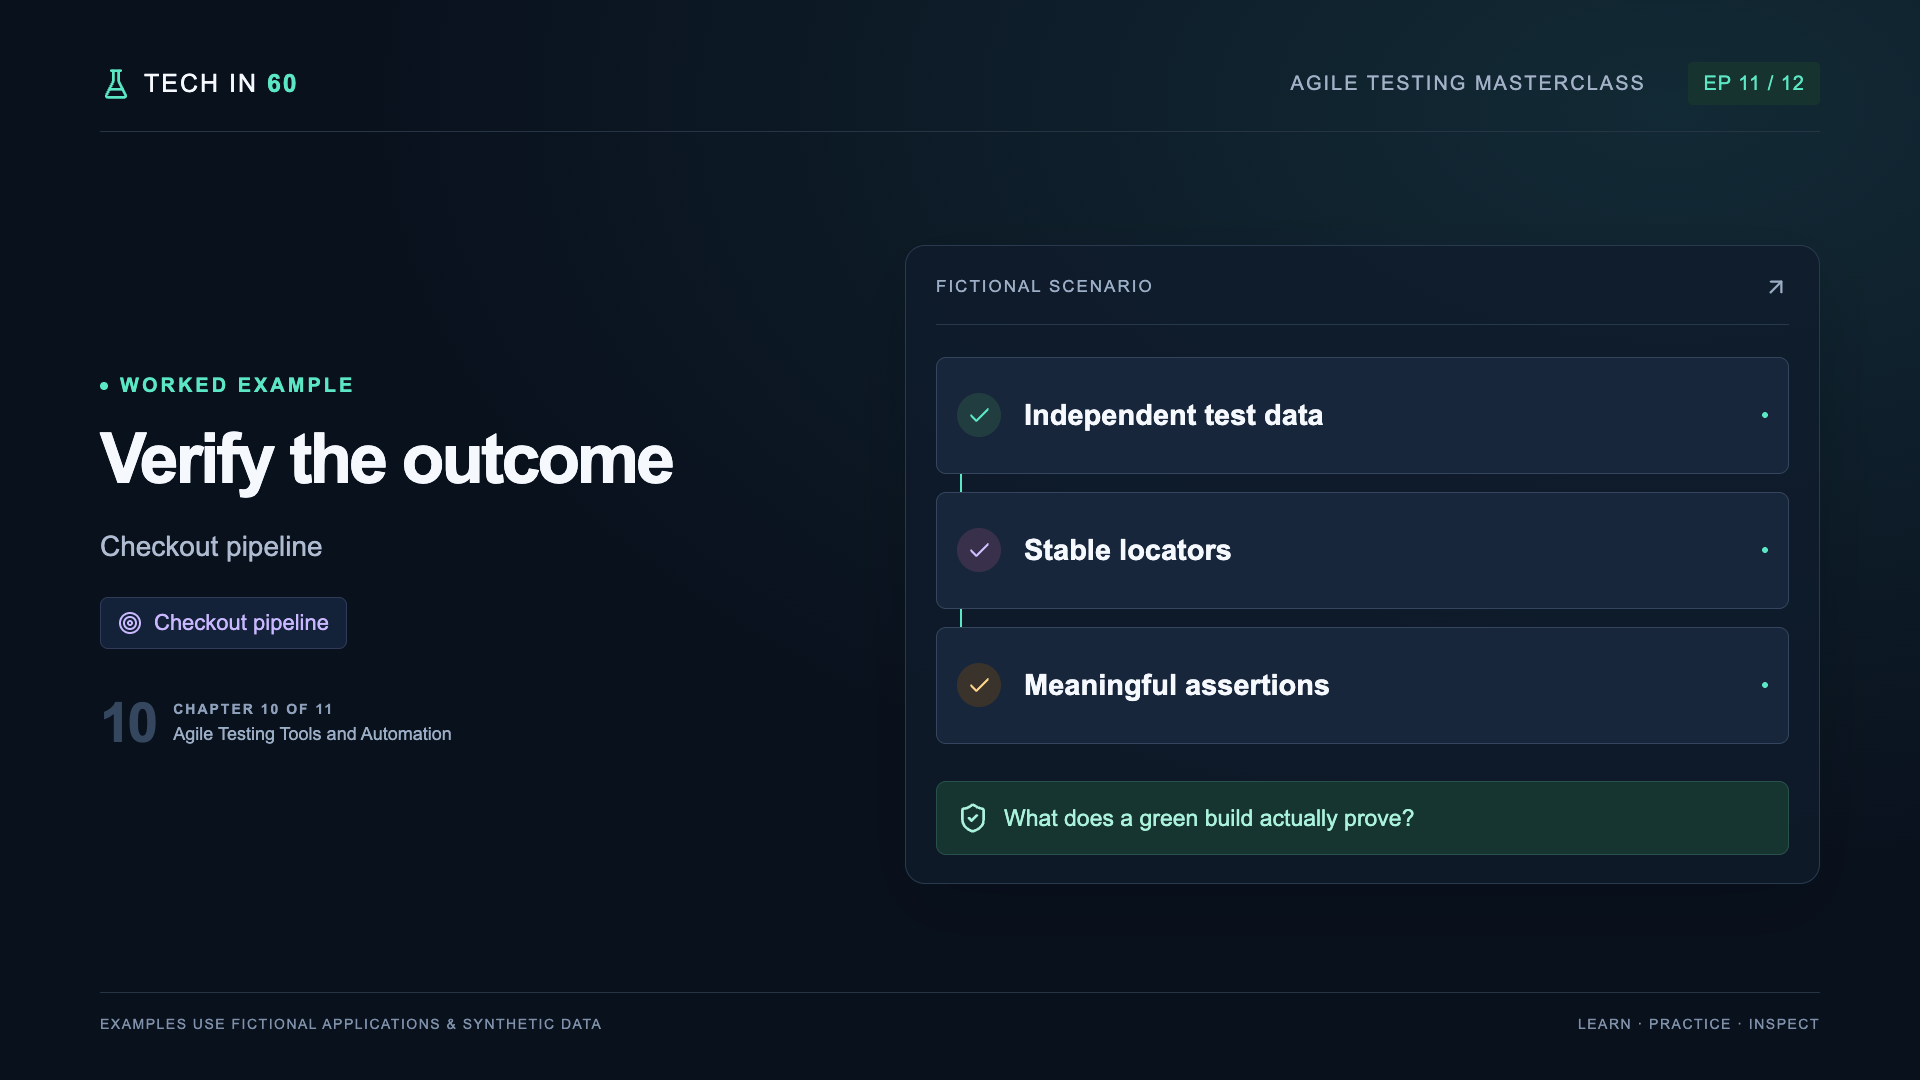 TECH IN 60
AGILE TESTING MASTERCLASS
EP 11 / 12
WORKED EXAMPLE
Verify the outcome
Checkout pipeline
Checkout pipeline
10
CHAPTER 10 OF 11
Agile Testing Tools and Automation
FICTIONAL SCENARIO
Independent test data
Stable locators
Meaningful assertions
What does a green build actually prove?
EXAMPLES USE FICTIONAL APPLICATIONS & SYNTHETIC DATA
LEARN · PRACTICE · INSPECT